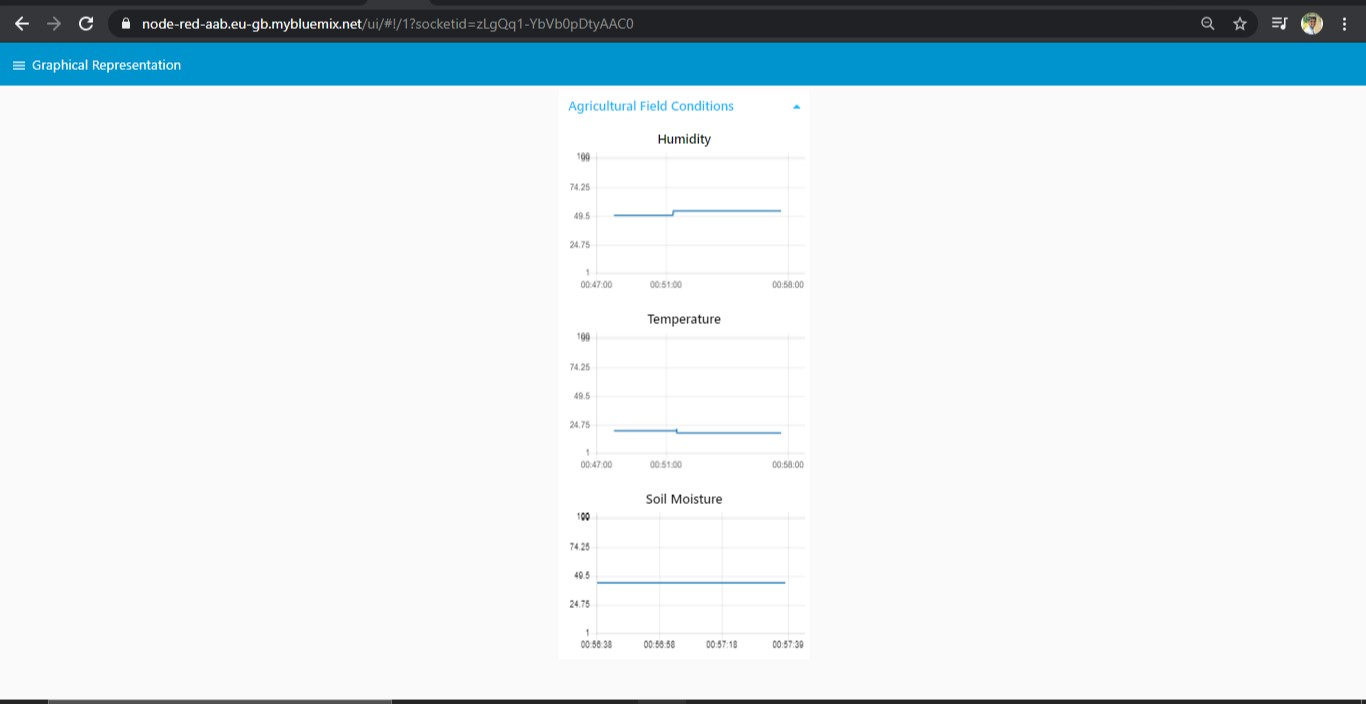 node-red-aab.eu-gb.mybluemix.net/ui/#!/1?socketid=zLgQq1-YbVb0pDtyAAC0
Graphical Representation
Agricultural Field Conditions
Humidity
100
74.25
49.5
24.75
1
00:47:00 00:51:00 00:58:00
Temperature
100
74.25
49.5
24.75
1
00:47:00 00:51:00 00:58:00
Soil Moisture
100
74.25
49.5
24.75
1
00:56:38 00:56:58 00:57:18 00:57:39